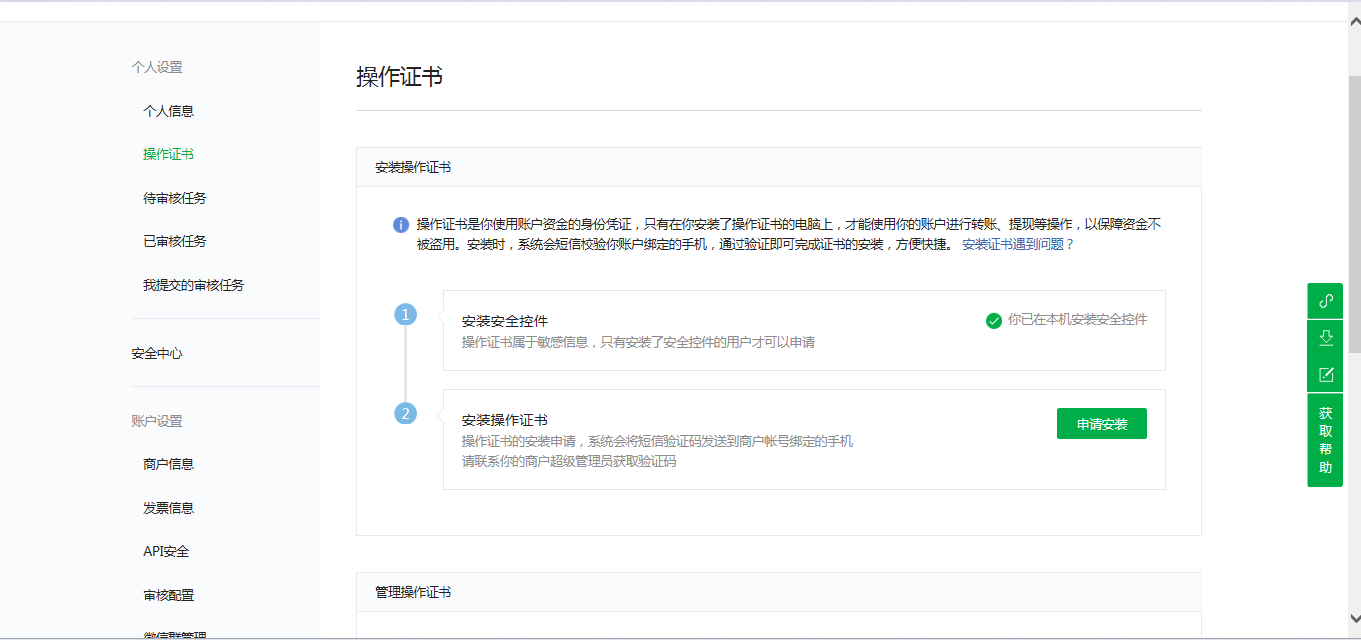 个人设置
个人信息
操作证书
待审核任务
已审核任务
我提交的审核任务
安全中心
账户设置
商户信息
发票信息
API安全
审核配置
微信群管理
操作证书
安装操作证书
操作证书是你使用账户资金的身份凭证，只有在你安装了操作证书的电脑上，才能使用你的账户进行转账、提现等操作，以保障资金不
被盗用。安装时，系统会短信校验你账户绑定的手机，通过验证即可完成证书的安装，方便快捷。 安装证书遇到问题？
1
安装安全控件
操作证书属于敏感信息，只有安装了安全控件的用户才可以申请
你已在本机安装安全控件
2
安装操作证书
操作证书的安装申请，系统会将短信验证码发送到商户帐号绑定的手机
请联系你的商户超级管理员获取验证码
申请安装
管理操作证书
获
取
帮
助